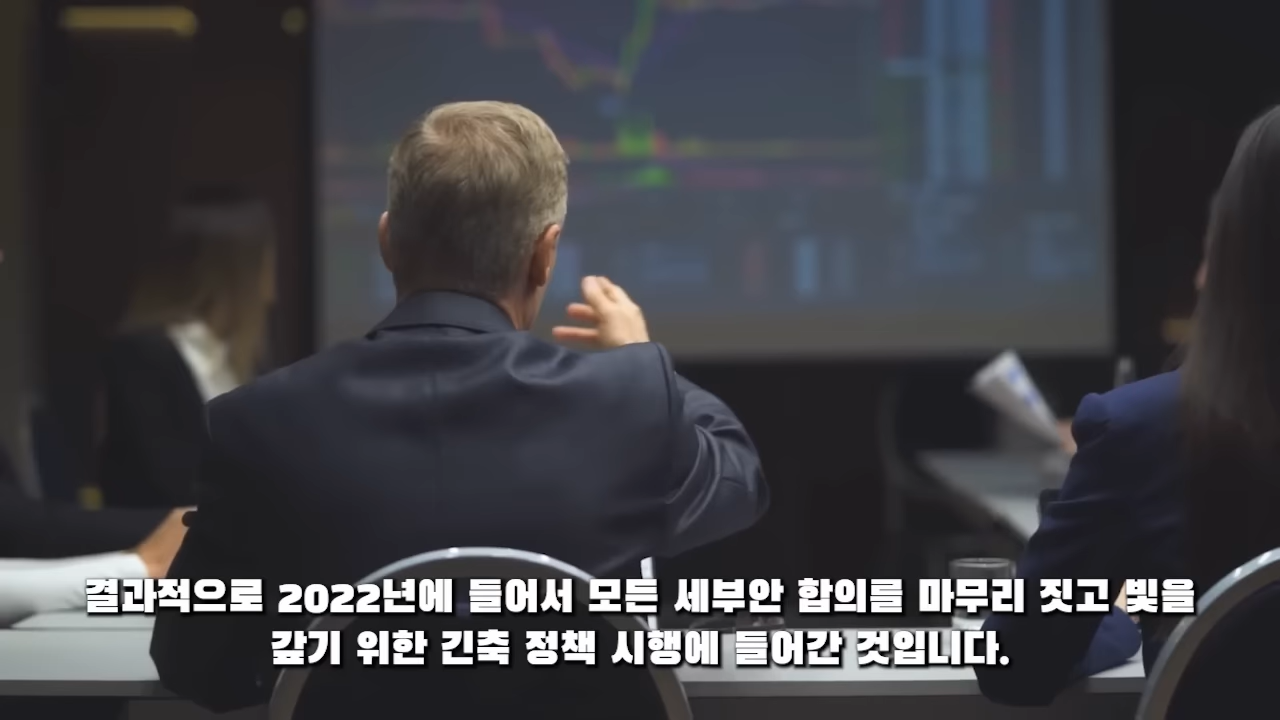 결과적으로 2022년에 들어서 모든 세부안 합의를 마무리 짓고 빚을
갚기 위한 긴축 정책 시행에 들어간 것입니다.